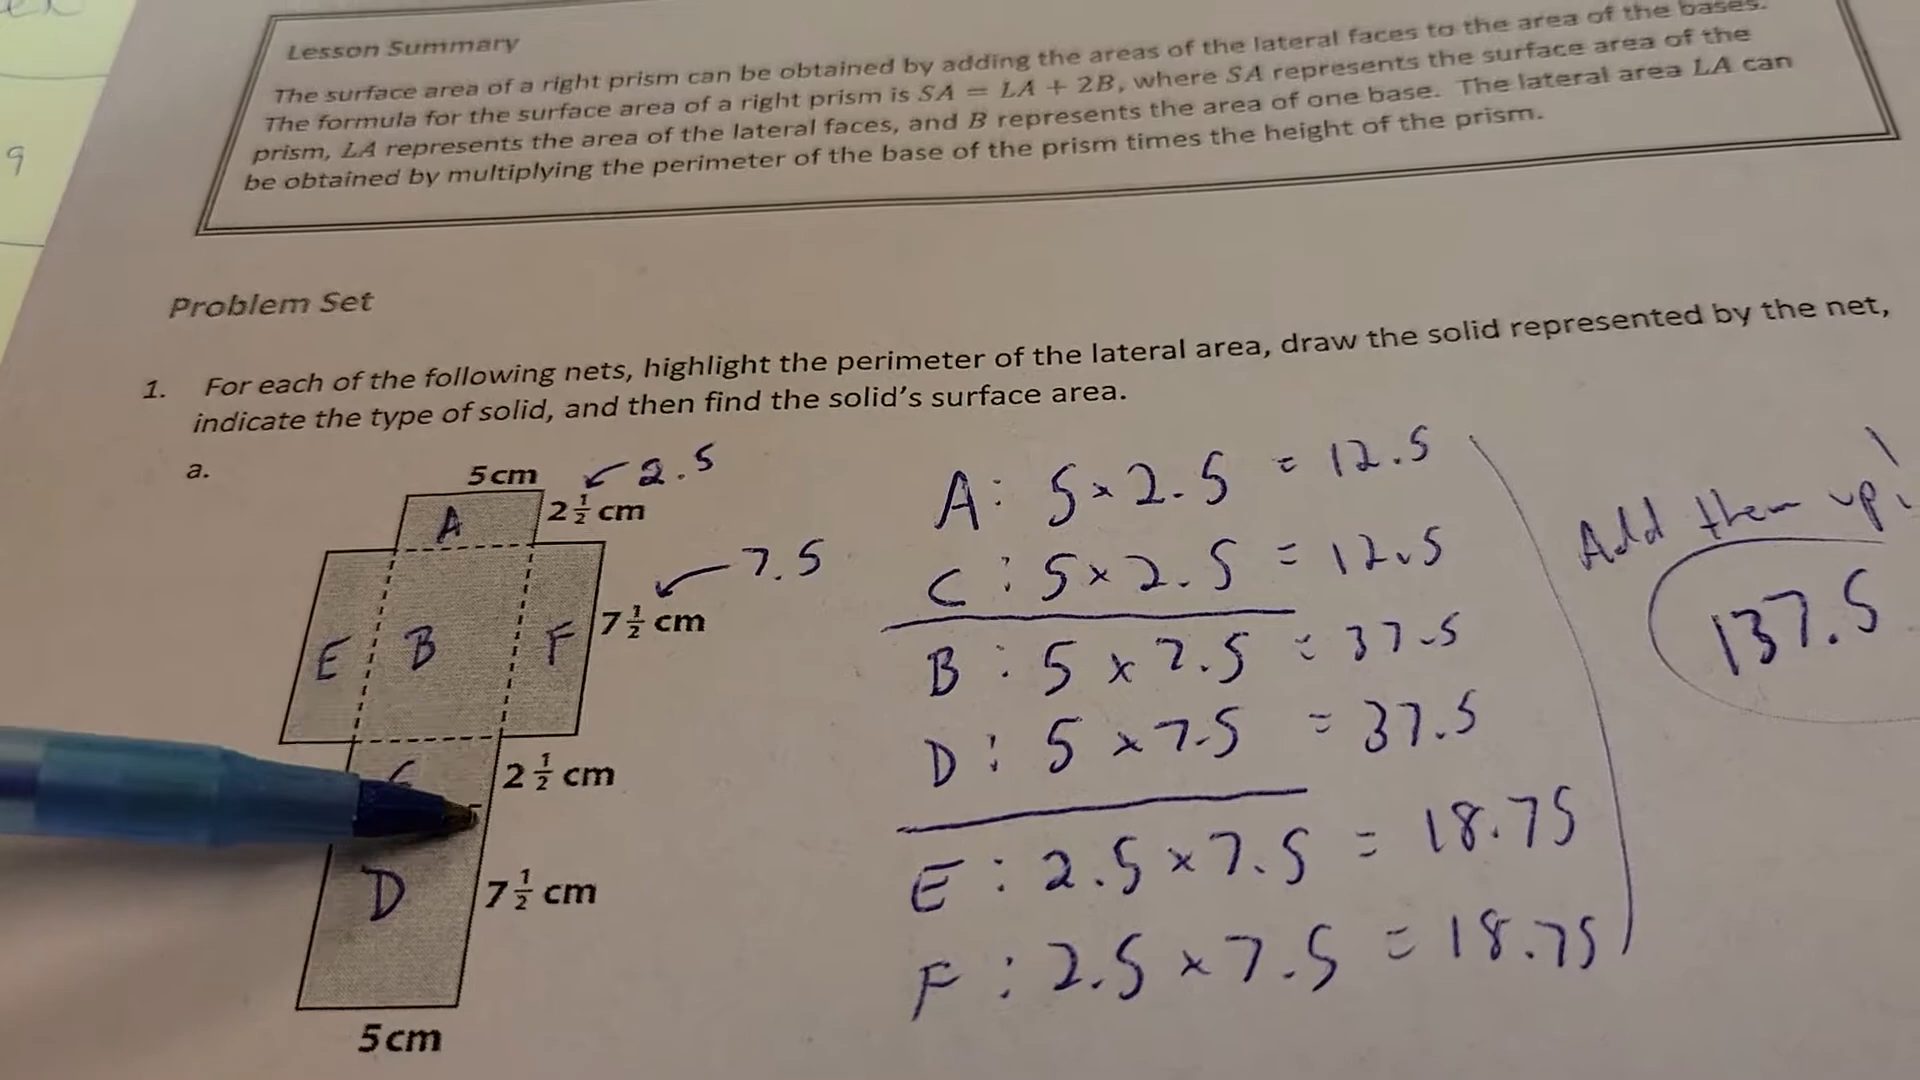 9
Lesson Summary
The surface area of a right prism can be obtained by adding the areas of the lateral faces to the area of the bases.
The formula for the surface area of a right prism is SA = LA + 2B, where SA represents the surface area of the
prism, LA represents the area of the lateral faces, and B represents the area of one base. The lateral area LA can
be obtained by multiplying the perimeter of the base of the prism times the height of the prism.
Problem Set
1. For each of the following nets, highlight the perimeter of the lateral area, draw the solid represented by the net,
indicate the type of solid, and then find the solid's surface area.
a.
5 cm
2.5
2 1/2 cm
7.5
7 1/2 cm
A
E B F
2 1/2 cm
C
D
7 1/2 cm
5 cm
A: 5 × 2.5 = 12.5
C: 5 × 2.5 = 12.5
B: 5 × 7.5 = 37.5
D: 5 × 7.5 = 37.5
E: 2.5 × 7.5 = 18.75
F: 2.5 × 7.5 = 18.75
Add them up!
137.5